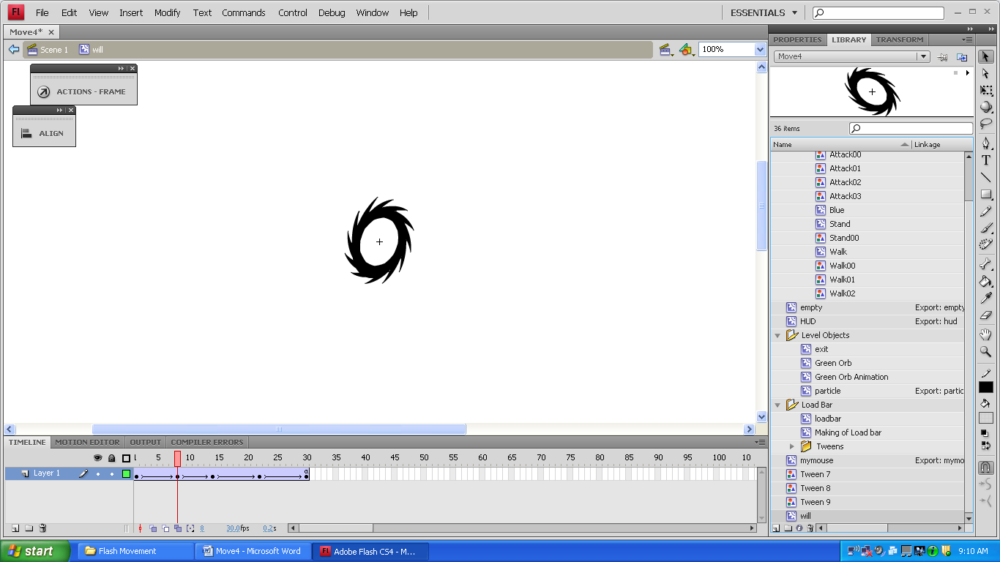 Fl File Edit View Insert Modify Text Commands Control Debug Window Help ESSENTIALS
Move4* ×
Scene 1 will 100%
ACTIONS - FRAME
ALIGN
PROPERTIES LIBRARY TRANSFORM
Move4
36 items
Name Linkage
Attack00
Attack01
Attack02
Attack03
Blue
Stand
Stand00
Walk
Walk00
Walk01
Walk02
empty Export: empty
HUD Export: hud
Level Objects
exit
Green Orb
Green Orb Animation
particle Export: partic
Load Bar
loadbar
Making of Load bar
Tweens
mymouse Export: mymo
Tween 7
Tween 8
Tween 9
will
T
TIMELINE MOTION EDITOR OUTPUT COMPILER ERRORS
5 10 15 20 25 30 35 40 45 50 55 60 65 70 75 80 85 90 95 100 10
Layer 1
8 30.0fps 0.2s
start Flash Movement Move4 - Microsoft Word Fl Adobe Flash CS4 - M... 9:10 AM